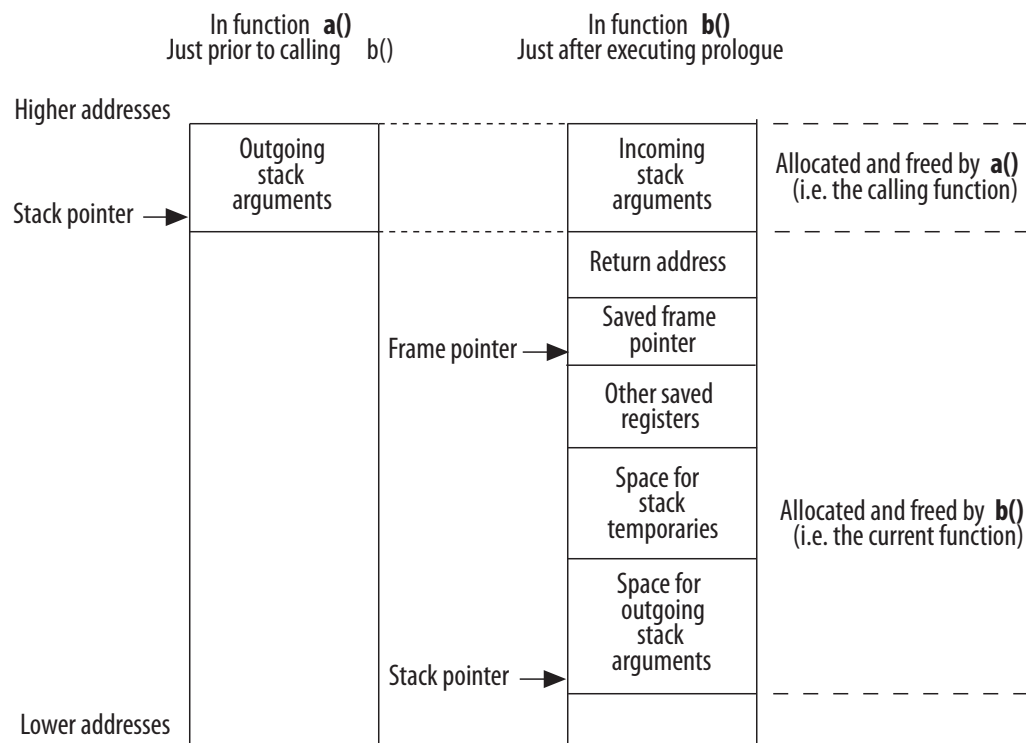 In function a()
Just prior to calling b()
In function b()
Just after executing prologue
Higher addresses
Outgoing
stack
arguments
Incoming
stack
arguments
Allocated and freed by a()
(i.e. the calling function)
Stack pointer
Return address
Saved frame
pointer
Frame pointer
Other saved
registers
Space for
stack
temporaries
Allocated and freed by b()
(i.e. the current function)
Space for
outgoing
stack
arguments
Stack pointer
Lower addresses